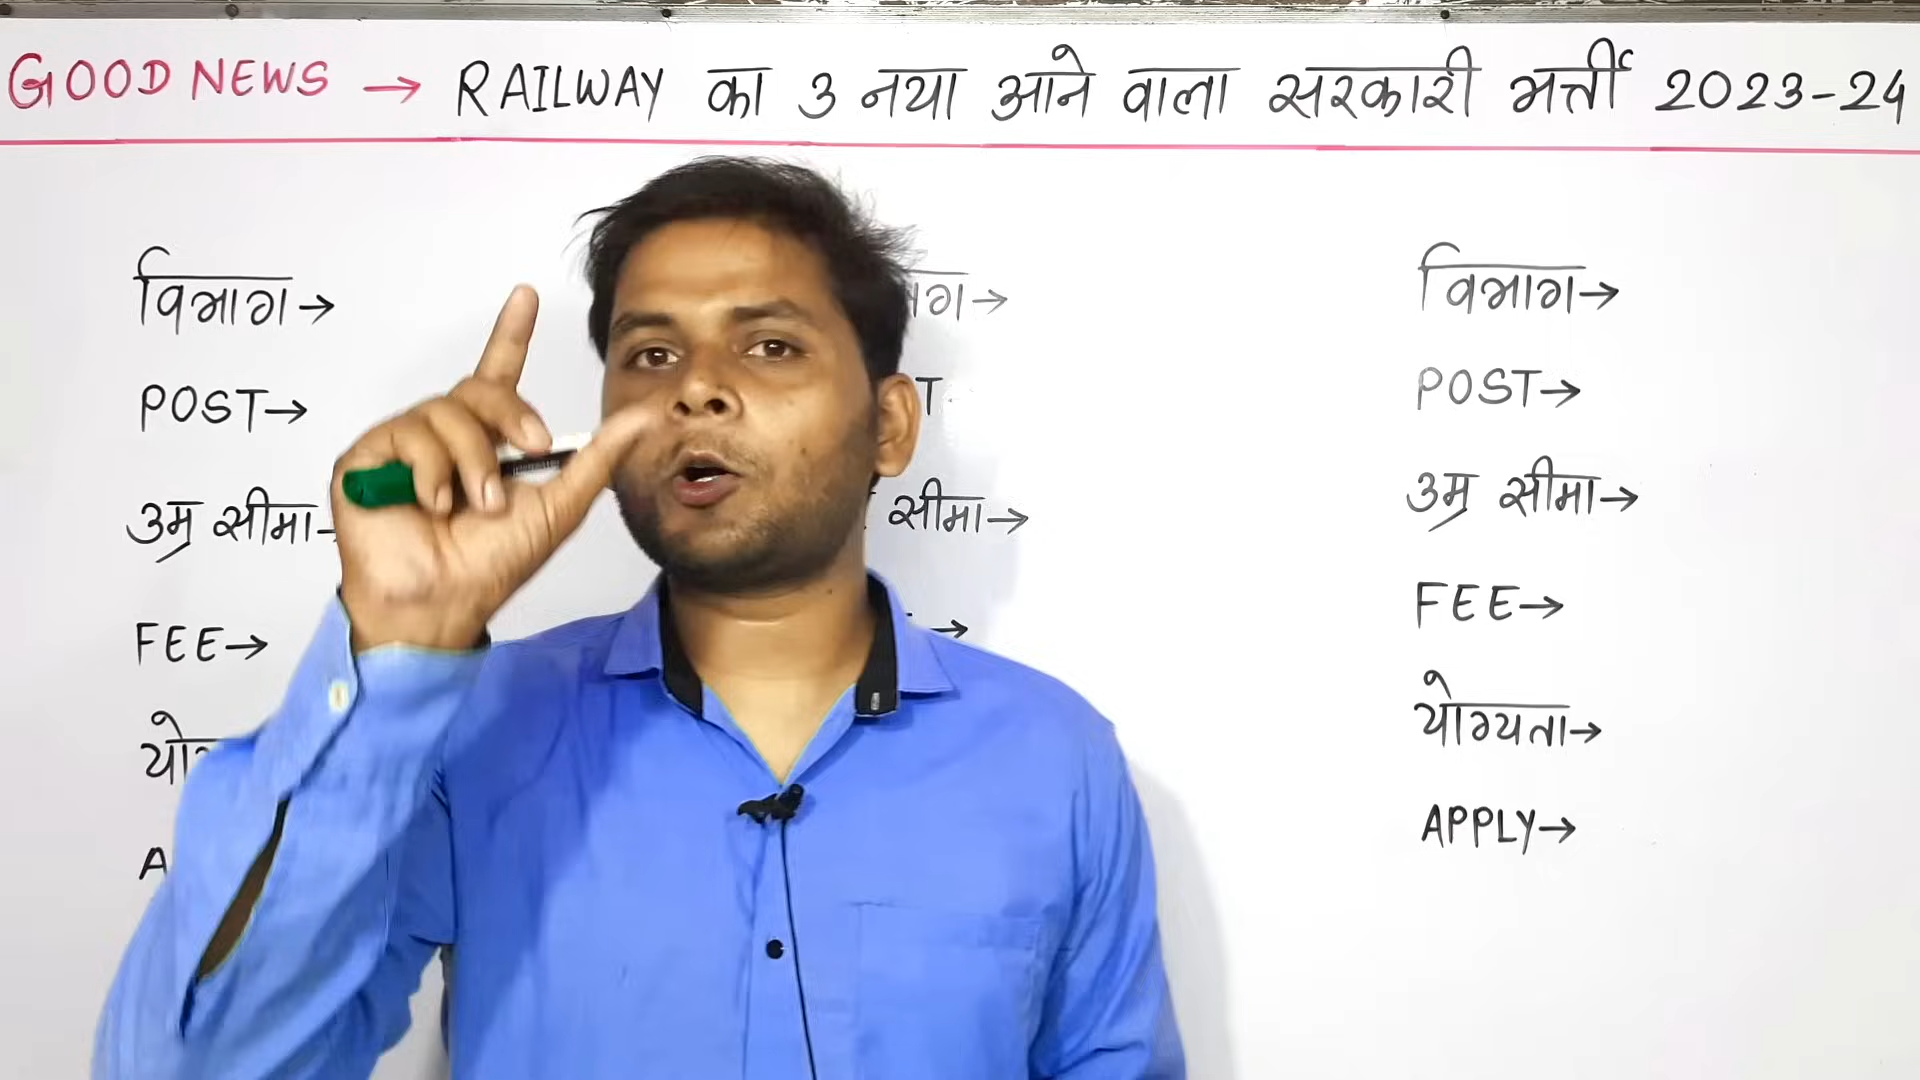 GOOD NEWS → RAILWAY का 3 नया आने वाला सरकारी भर्ती 2023-24
विभाग→
POST→
उम्र सीमा
FEE→
सीमा→
विभाग→
POST→
उम्र सीमा→
FEE→
योग्यता→
APPLY→